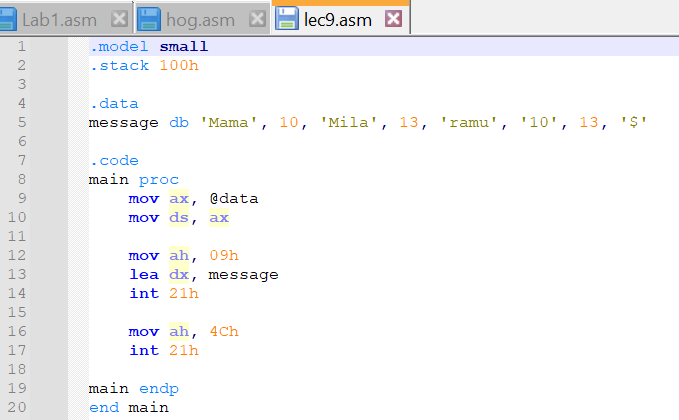 Lab1.asm hog.asm lec9.asm
1 .model small
2 .stack 100h
3
4 .data
5 message db 'Mama', 10, 'Mila', 13, 'ramu', '10', 13, '$'
6
7 .code
8 main proc
9 mov ax, @data
10 mov ds, ax
11
12 mov ah, 09h
13 lea dx, message
14 int 21h
15
16 mov ah, 4Ch
17 int 21h
18
19 main endp
20 end main